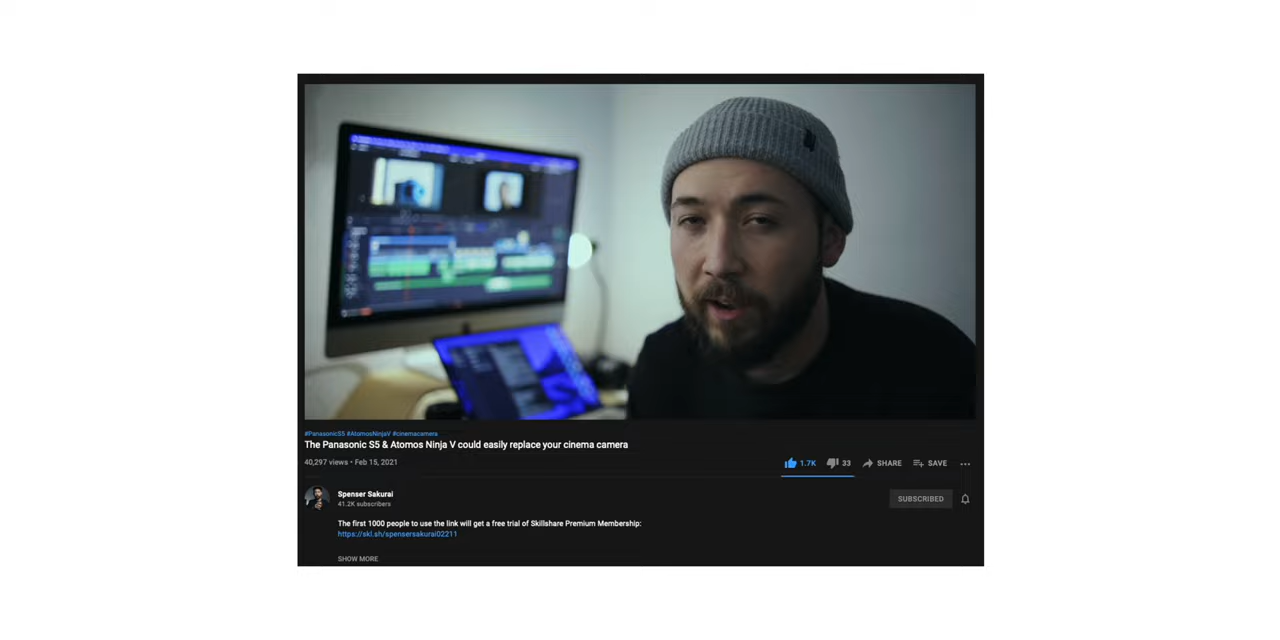 #PanasonicS5 #AtomosNinjaV #cinemacamera
The Panasonic S5 & Atomos Ninja V could easily replace your cinema camera
40,297 views • Feb 15, 2021
1.7K 33 SHARE SAVE
Spenser Sakurai
41.2K subscribers
SUBSCRIBED
The first 1000 people to use the link will get a free trial of Skillshare Premium Membership:
https://skl.sh/spensersakurai02211
SHOW MORE